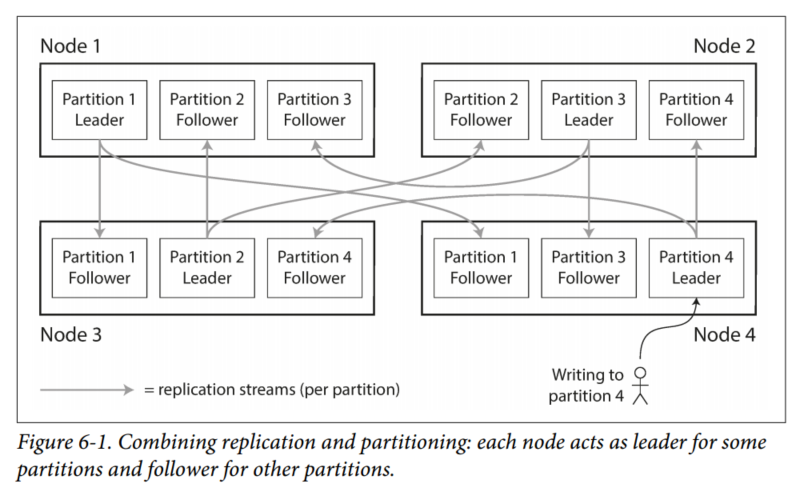 Node 1
Node 2
Partition 1
Leader
Partition 2
Follower
Partition 3
Follower
Partition 2
Follower
Partition 3
Leader
Partition 4
Follower
Partition 1
Follower
Partition 2
Leader
Partition 4
Follower
Partition 1
Follower
Partition 3
Follower
Partition 4
Leader
Node 3
Node 4
= replication streams (per partition)
Writing to
partition 4
Figure 6-1. Combining replication and partitioning: each node acts as leader for some
partitions and follower for other partitions.